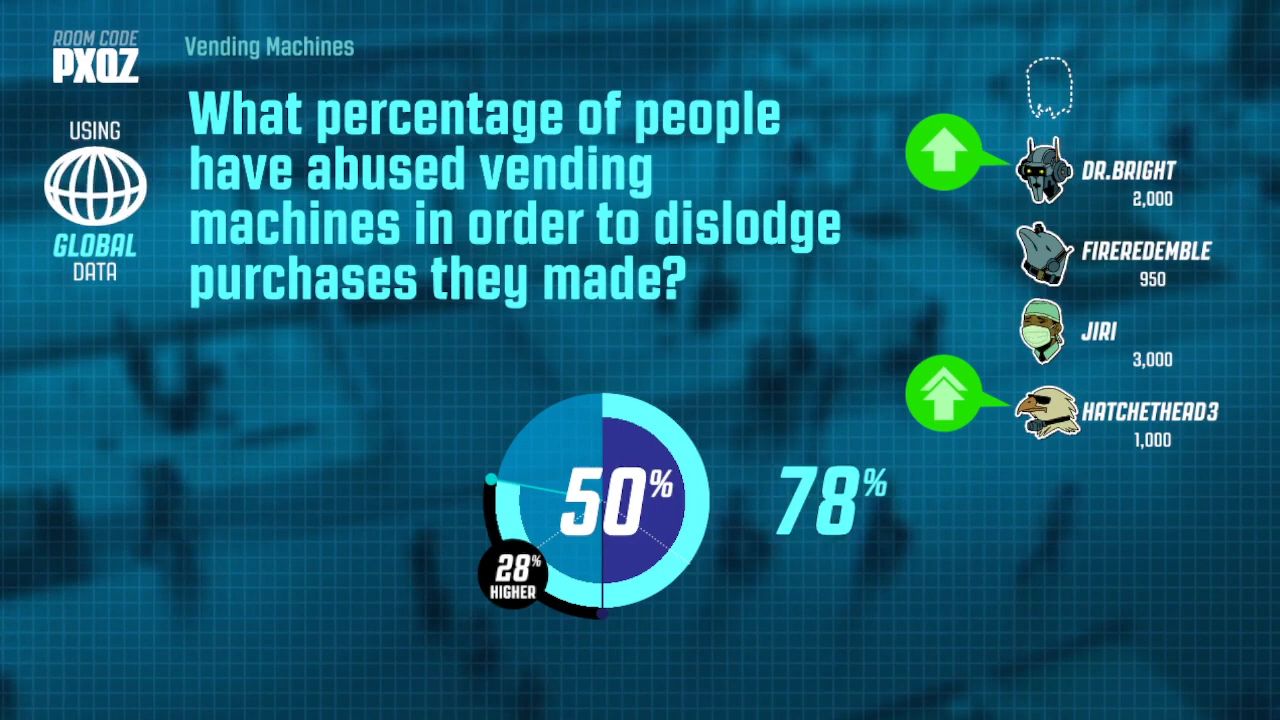 ROOM CODE
PXQZ
USING
GLOBAL
DATA
Vending Machines
What percentage of people
have abused vending
machines in order to dislodge
purchases they made?
50%
78%
28%
HIGHER
DR.BRIGHT
2,000
FIREREDEMBLE
950
JIRI
3,000
HATCHETHEAD3
1,000